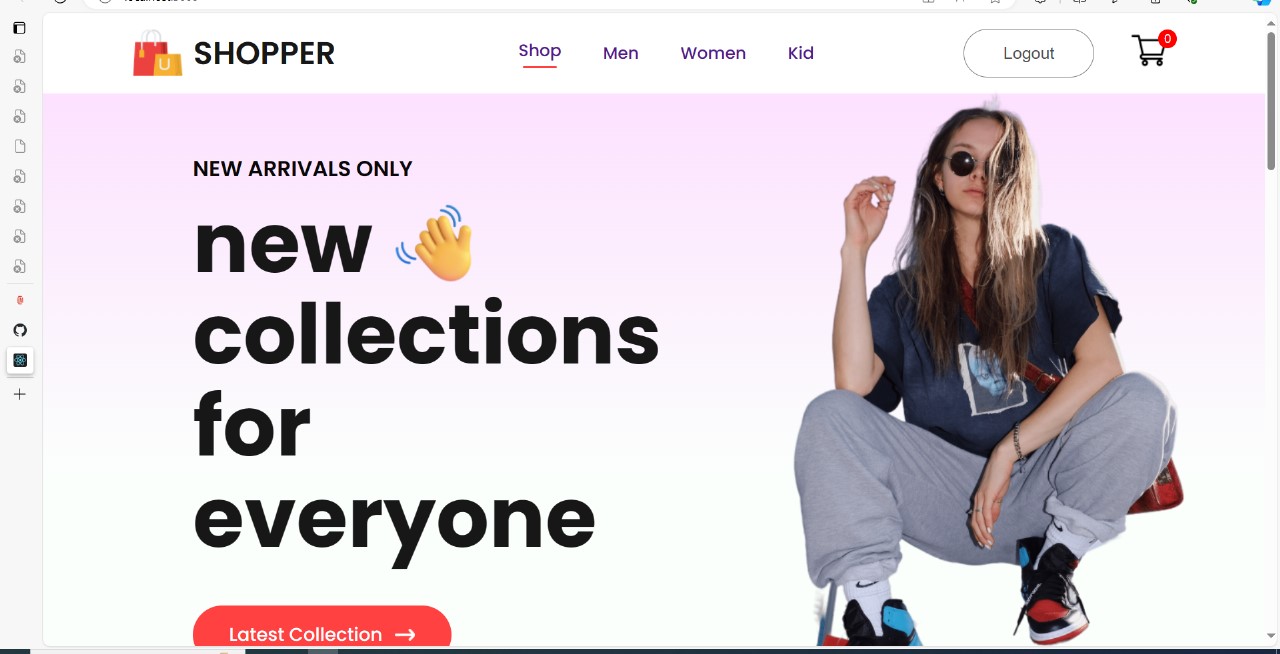 SHOPPER
Shop
Men
Women
Kid
Logout
0
NEW ARRIVALS ONLY
new
collections
for
everyone
Latest Collection →